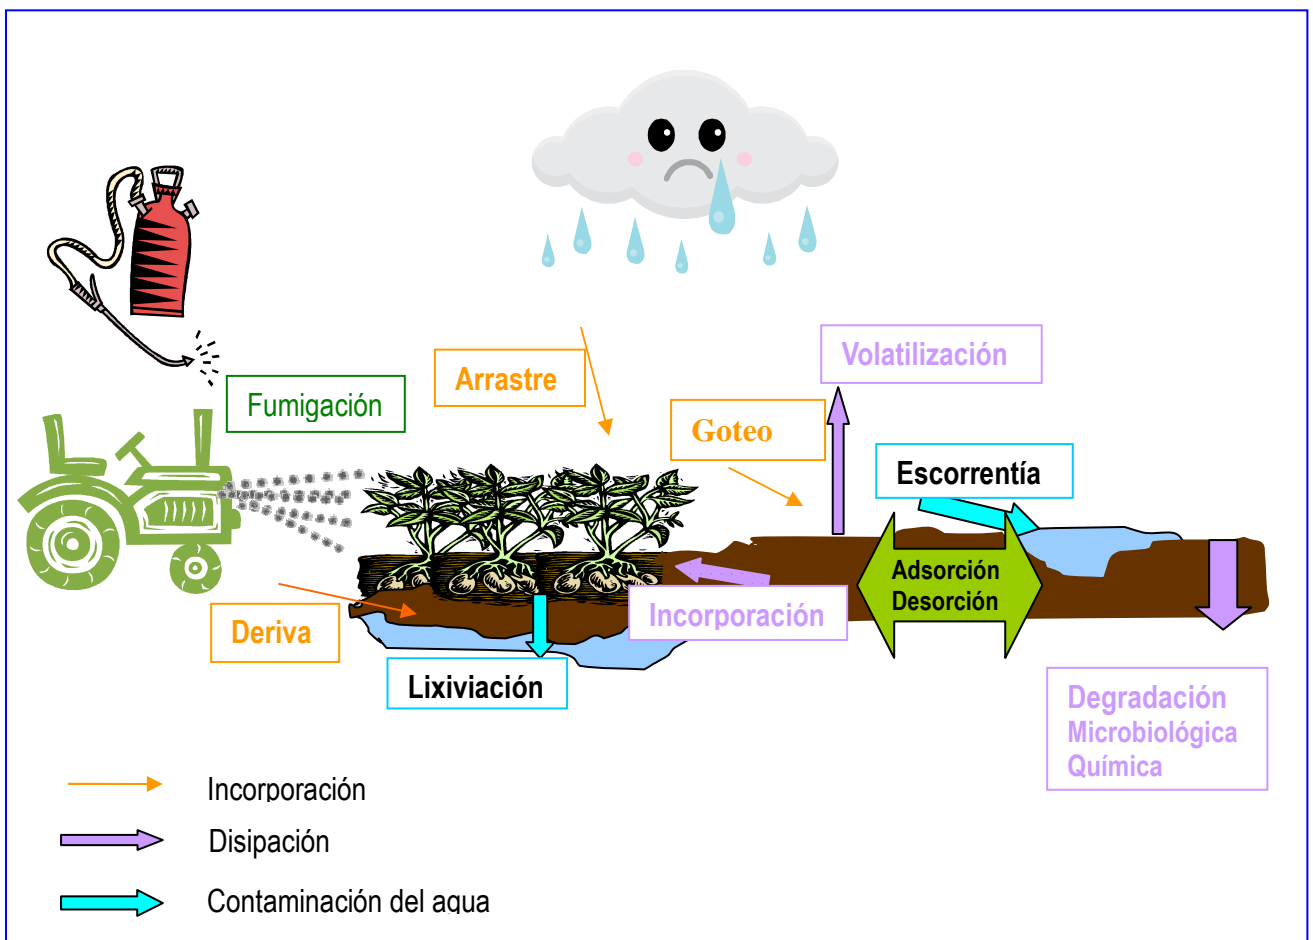 Volatilización
Arrastre
Fumigación
Goteo
Escorrentía
Adsorción
Desorción
Incorporación
Deriva
Lixiviación
Degradación
Microbiológica
Química
Incorporación
Disipación
Contaminación del agua